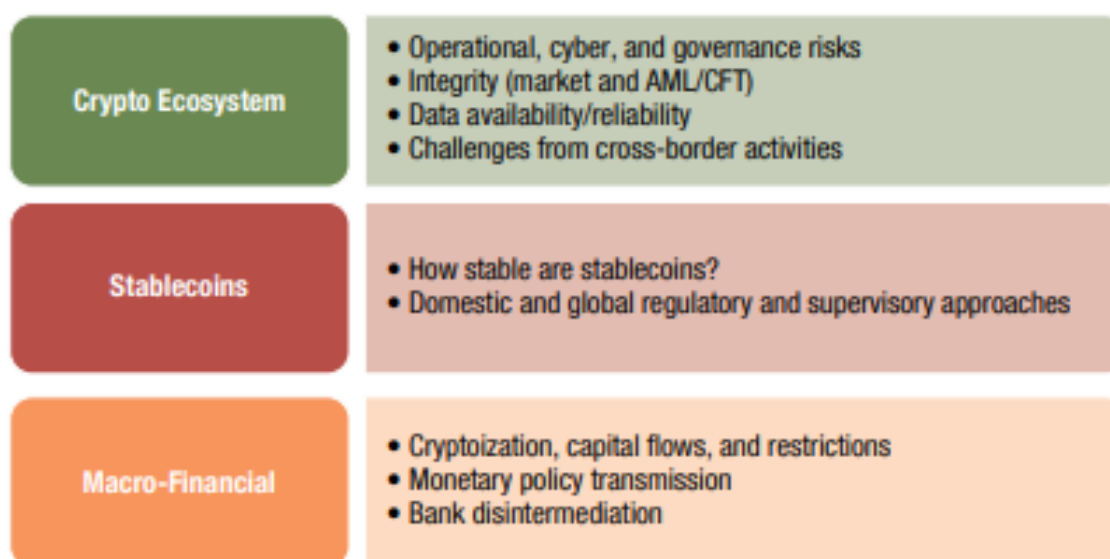 Crypto Ecosystem
• Operational, cyber, and governance risks
• Integrity (market and AML/CFT)
• Data availability/reliability
• Challenges from cross-border activities
Stablecoins
• How stable are stablecoins?
• Domestic and global regulatory and supervisory approaches
Macro-Financial
• Cryptoization, capital flows, and restrictions
• Monetary policy transmission
• Bank disintermediation